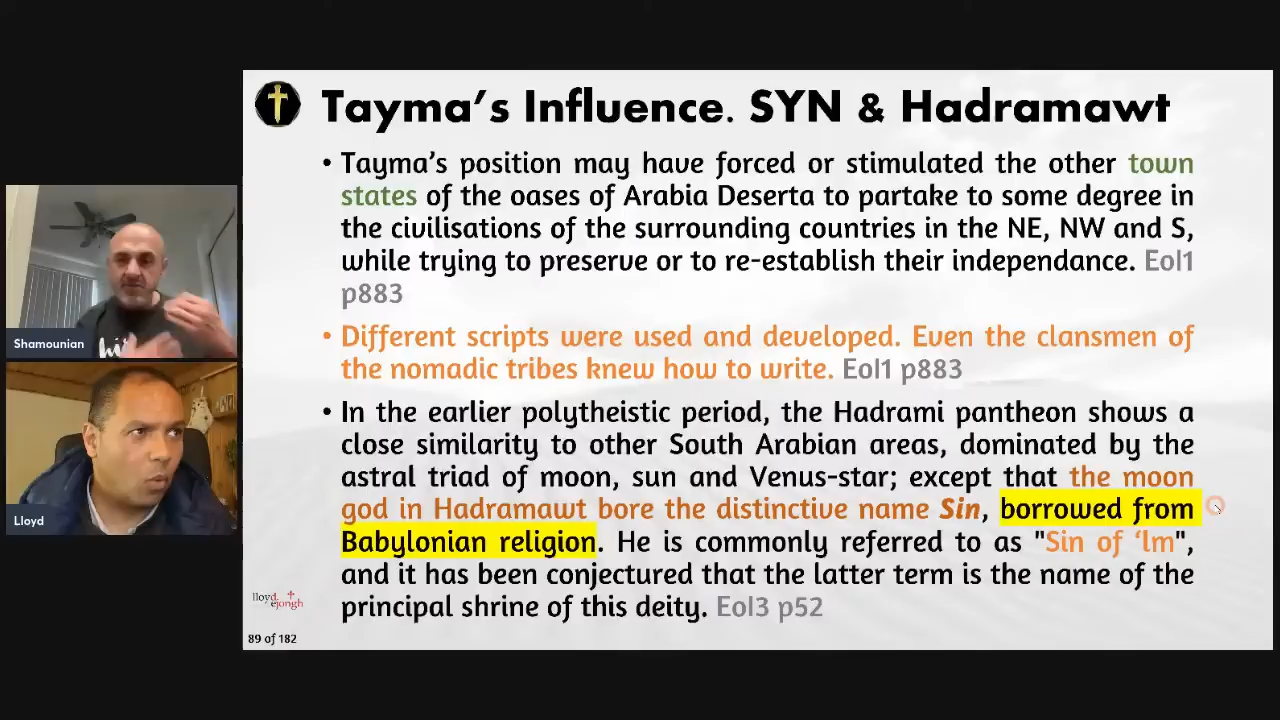 Tayma's Influence. SYN & Hadramawt
• Tayma's position may have forced or stimulated the other town
states of the oases of Arabia Deserta to partake to some degree in
the civilisations of the surrounding countries in the NE, NW and S,
while trying to preserve or to re-establish their independance. EoI1
p883
• Different scripts were used and developed. Even the clansmen of
the nomadic tribes knew how to write. EoI1 p883
• In the earlier polytheistic period, the Hadrami pantheon shows a
close similarity to other South Arabian areas, dominated by the
astral triad of moon, sun and Venus-star; except that the moon
god in Hadramawt bore the distinctive name Sin, borrowed from
Babylonian religion. He is commonly referred to as "Sin of ‘lm",
and it has been conjectured that the latter term is the name of the
principal shrine of this deity. EoI3 p52
Shamounian
Lloyd
lloyd
de jongh
89 of 182